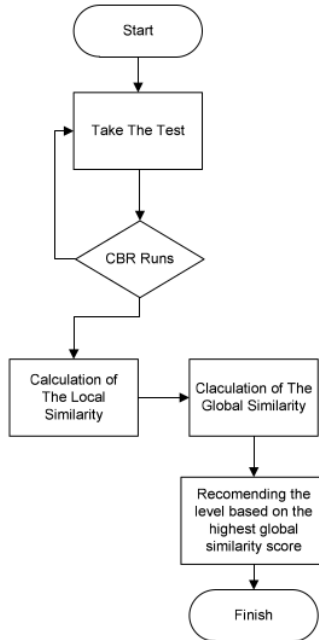 Start
Take The Test
CBR Runs
Calculation of
The Local
Similarity
Claculation of The
Global Similarity
Recomending the
level based on the
highest global
similarity score
Finish